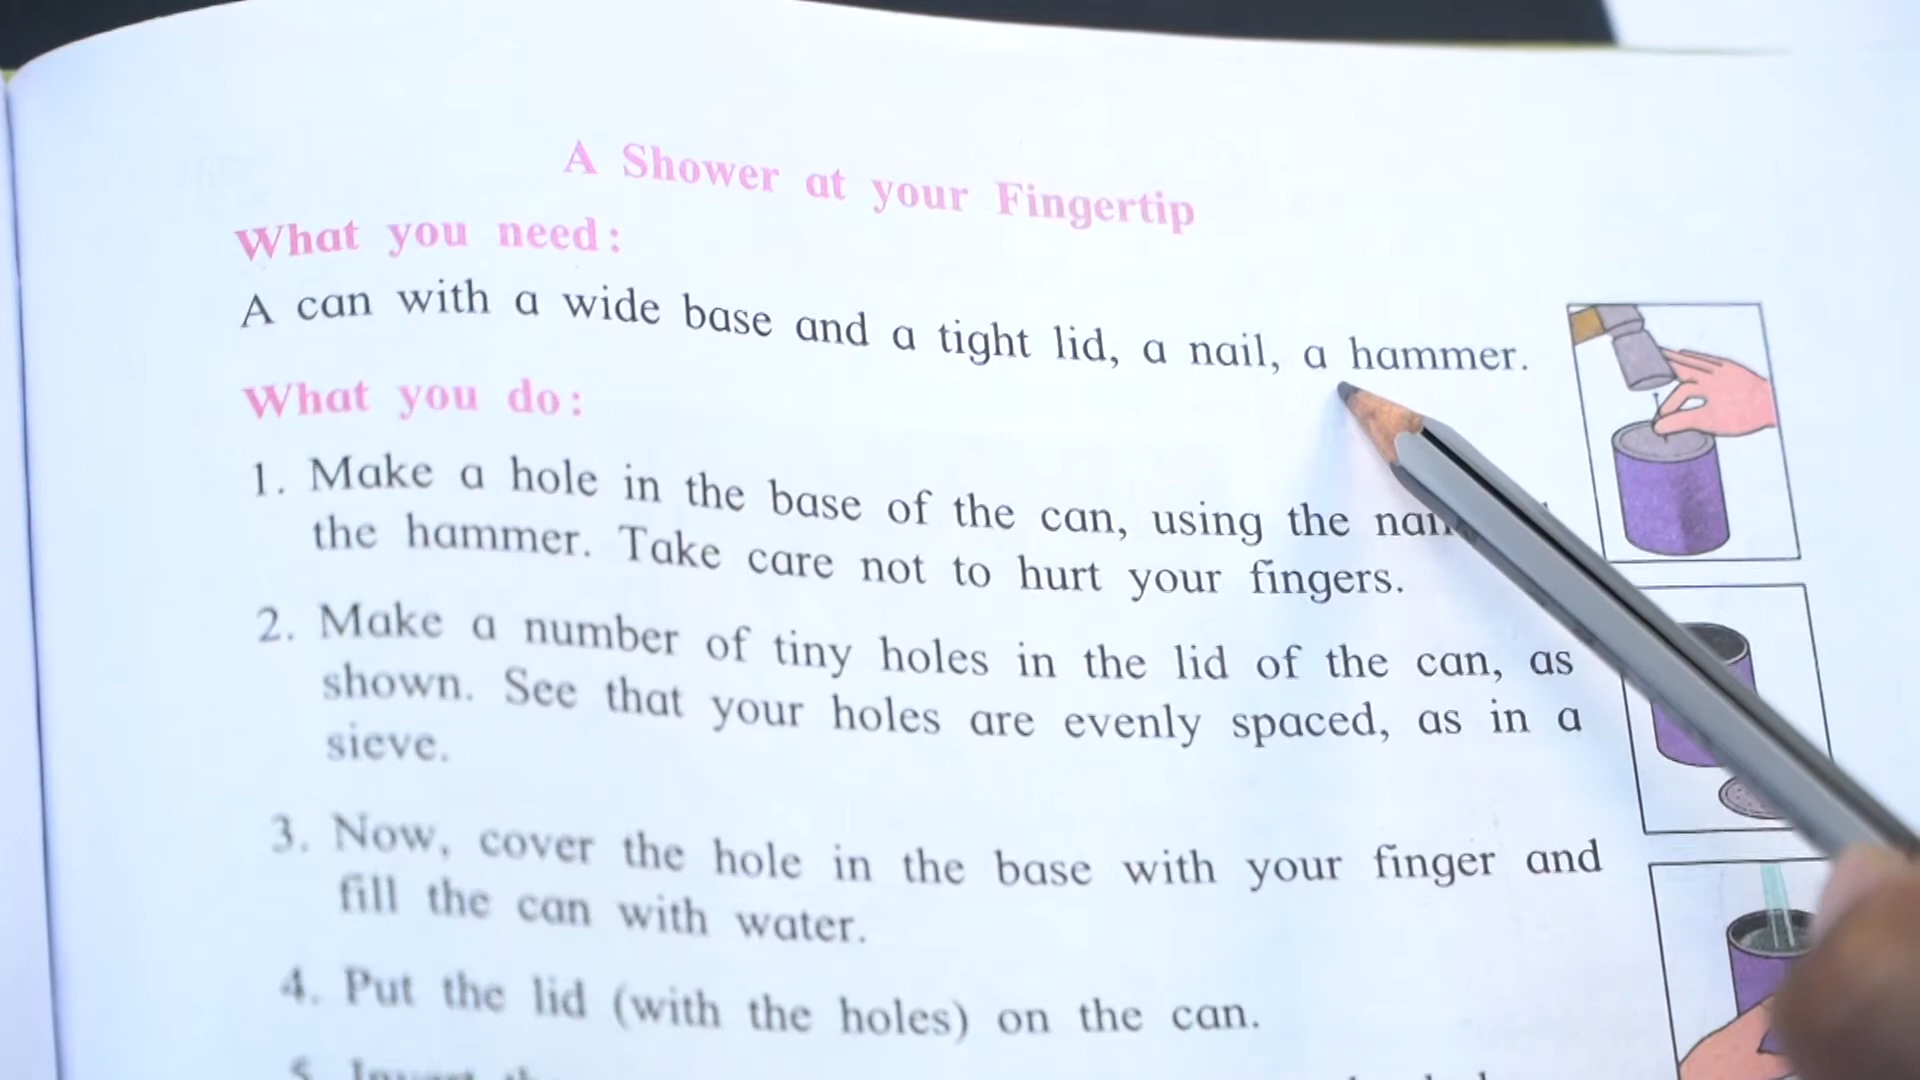 A Shower at your Fingertip
What you need:
A can with a wide base and a tight lid, a nail, a hammer.
What you do:
1. Make a hole in the base of the can, using the
the hammer. Take care not to hurt your fingers.
2. Make a number of tiny holes in the lid of the can, as
shown. See that your holes are evenly spaced, as in a
sieve.
3. Now, cover the hole in the base with your finger and
fill the can with water.
4. Put the lid (with the holes) on the can.
5.